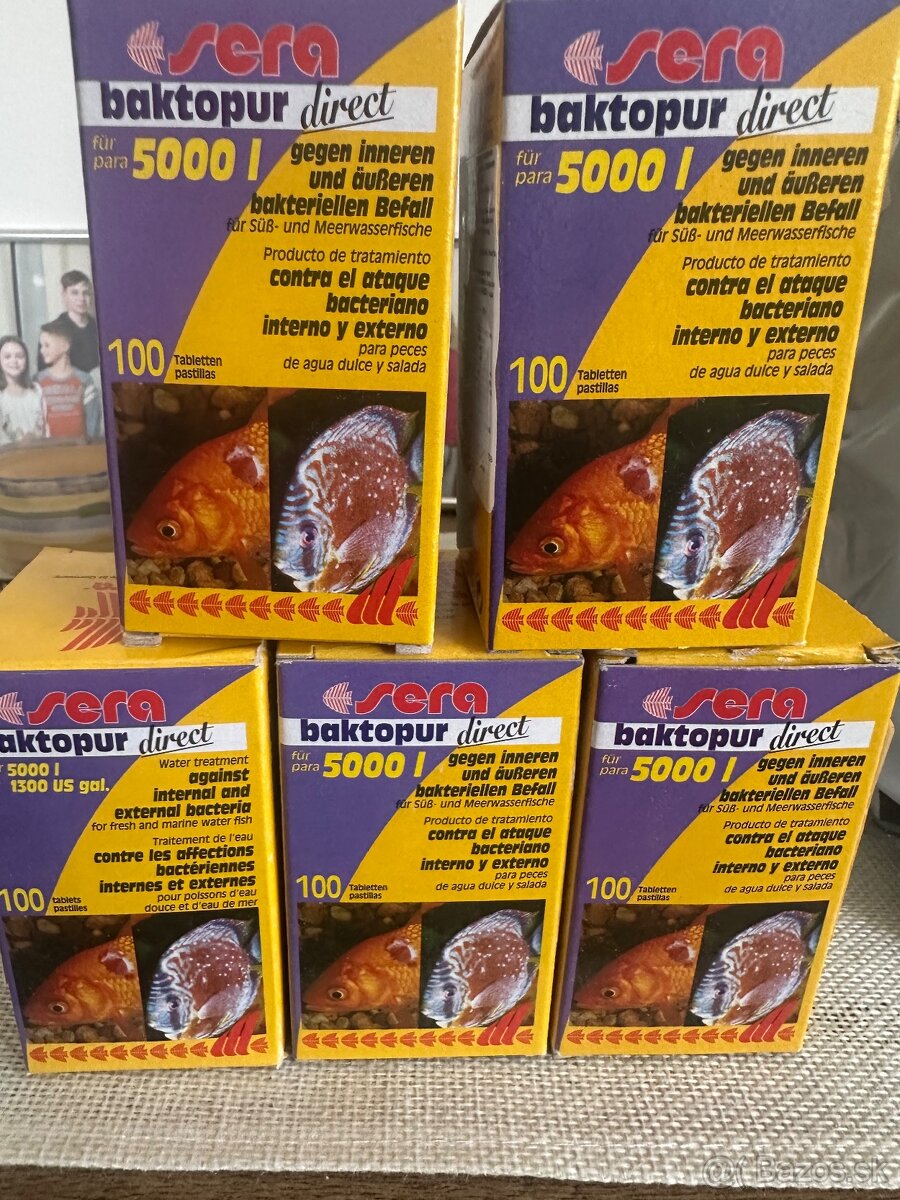 sera
baktopur direct
für
para 5000 l
gegen inneren
und äußeren
bakteriellen Befall
für Süß- und Meerwasserfische
Producto de tratamiento
contra el ataque
bacteriano
interno y externo
para peces
de agua dulce y salada
100 Tabletten
pastillas
sera
baktopur direct
für
para 5000 l
gegen inneren
und äußeren
bakteriellen Befall
für Süß- und Meerwasserfische
Producto de tratamiento
contra el ataque
bacteriano
interno y externo
para peces
de agua dulce y salada
100 Tabletten
pastillas
sera
aktopur direct
5000 l
1300 US gal.
Water treatment
against
internal and
external bacteria
for fresh and marine water fish
Traitement de l'eau
contre les affections
bactériennes
internes et externes
pour poissons d'eau
douce et d'eau de mer
100 tablets
pastilles
sera
baktopur direct
für
para 5000 l
gegen inneren
und äußeren
bakteriellen Befall
für Süß- und Meerwasserfische
Producto de tratamiento
contra el ataque
bacteriano
interno y externo
para peces
de agua dulce y salada
100 Tabletten
pastillas
sera
baktopur direct
für
para 5000 l
gegen inneren
und äußeren
bakteriellen Befall
für Süß- und Meerwasserfische
Producto de tratamiento
contra el ataque
bacteriano
interno y externo
para peces
de agua dulce y salada
100 Tabletten
pastillas
Bazos.sk